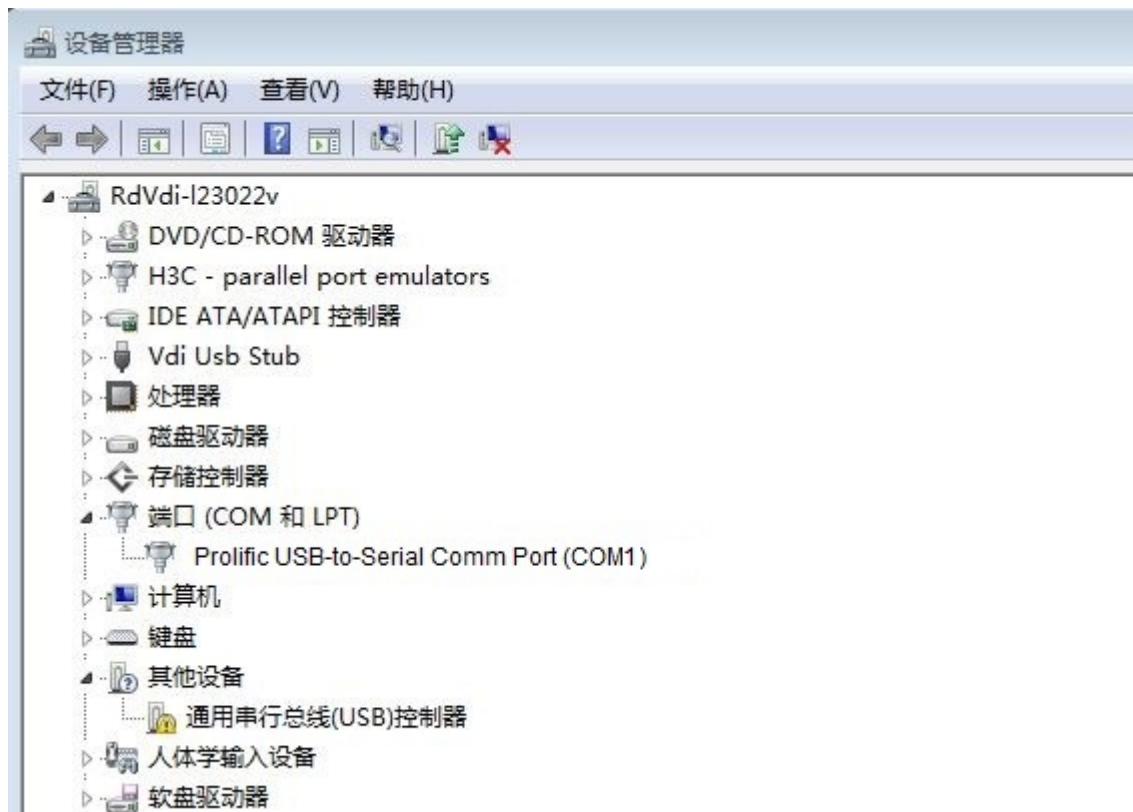 设备管理器
文件(F) 操作(A) 查看(V) 帮助(H)
RdVdi-l23022v
DVD/CD-ROM 驱动器
H3C - parallel port emulators
IDE ATA/ATAPI 控制器
Vdi Usb Stub
处理器
磁盘驱动器
存储控制器
端口 (COM 和 LPT)
Prolific USB-to-Serial Comm Port (COM1)
计算机
键盘
其他设备
通用串行总线(USB)控制器
人体学输入设备
软盘驱动器